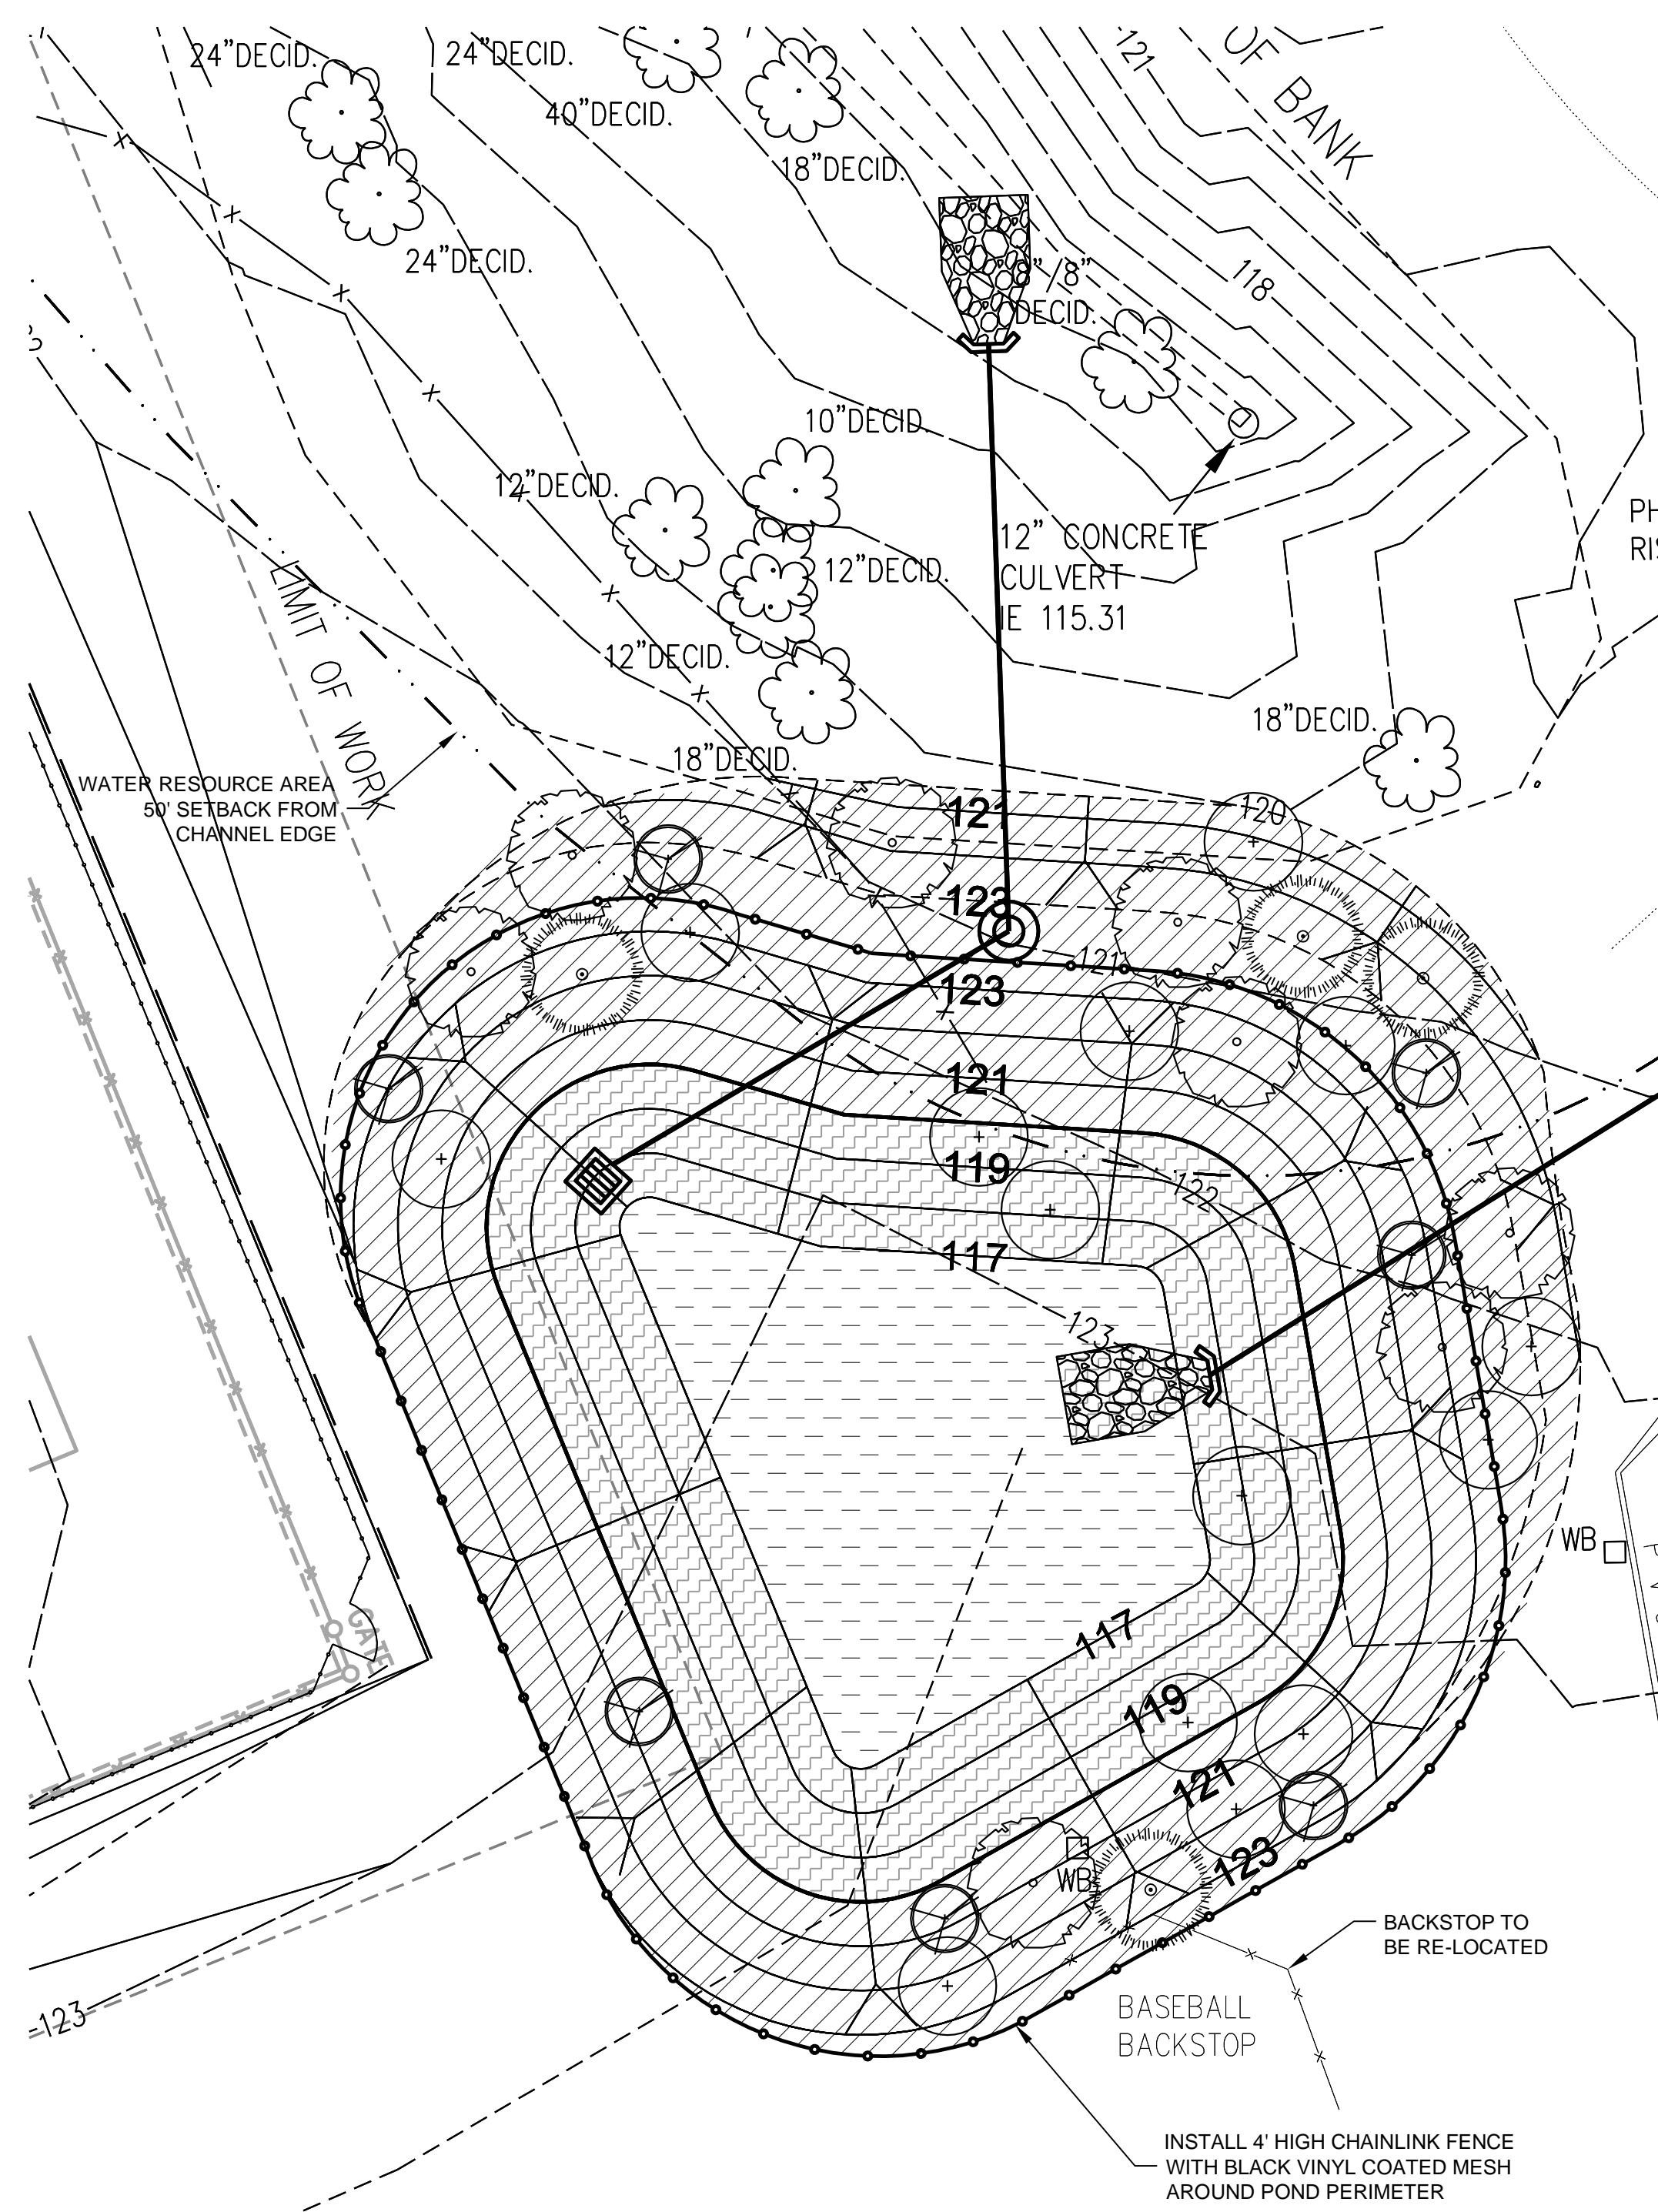 24"DECID.
24"DECID.
40"DECID.
18"DECID.
24"DECID.
121
OF BANK
118
8"/8"
DECID.
10"DECID.
12"DECID.
12"DECID.
12"DECID.
18"DECID.
18"DECID.
12" CONCRETE
CULVERT
IE 115.31
LIMIT OF WORK
WATER RESOURCE AREA
50' SETBACK FROM
CHANNEL EDGE
121
120
123
121
123
121
119
122
117
123
117
119
121
123
WB
WB
GATE
123
BACKSTOP TO
BE RE-LOCATED
BASEBALL
BACKSTOP
INSTALL 4' HIGH CHAINLINK FENCE
WITH BLACK VINYL COATED MESH
AROUND POND PERIMETER